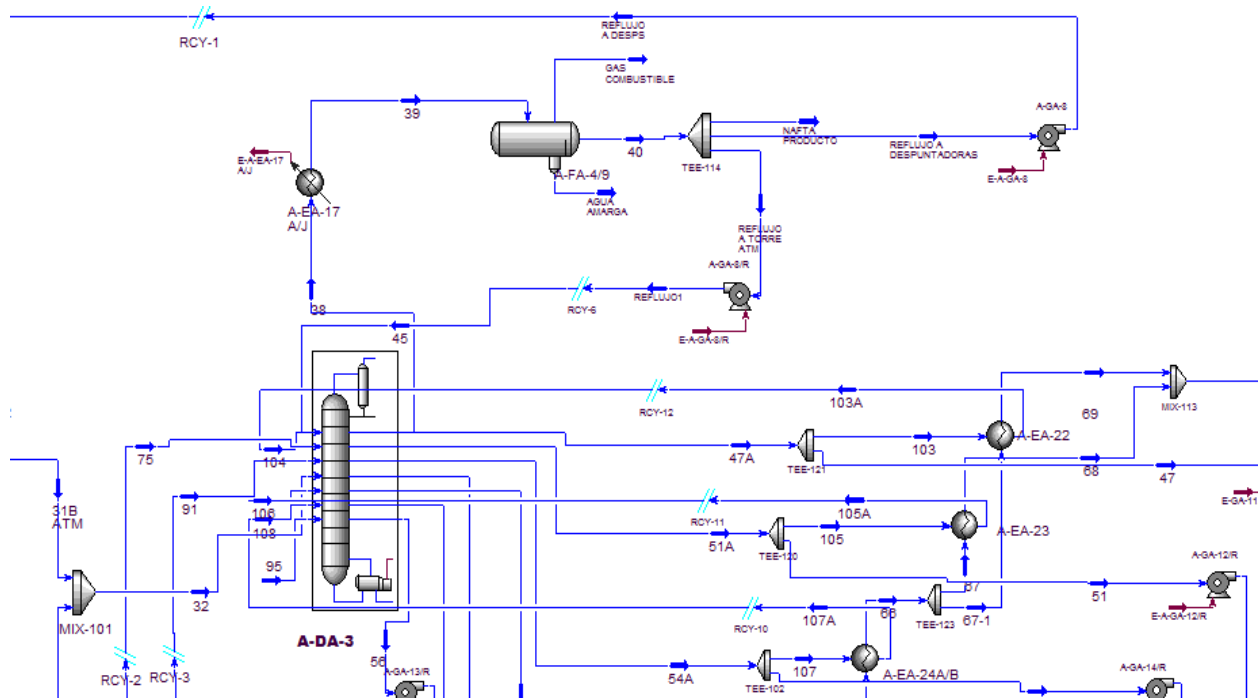 REFLUJO
A DESPS
RCY-1
GAS
COMBUSTIBLE
39
A-GA-8
NAFTA
PRODUCTO
E-A-EA-17
A/J
40
TEE-114
REFLUJO A
DESPUNTADORAS
E-A-GA-8
A-FA-4/9
A-EA-17
A/J
AGUA
AMARGA
REFLUJO
A TORRE
ATM
A-GA-8/R
38
RCY-6
REFLUJO1
45
E-A-GA-8/R
RCY-12
103A
69
MIX-113
75
104
47A
TEE-121
103
A-EA-22
68
47
91
31B
ATM
106
108
RCY-11
105A
E-GA-11
51A
TEE-120
105
A-EA-23
A-GA-12/R
95
67
51
32
MIX-101
RCY-10
107A
66
TEE-123
67-1
E-A-GA-12/R
A-DA-3
56
RCY-2
RCY-3
A-GA-13/R
54A
TEE-102
107
A-EA-24A/B
A-GA-14/R